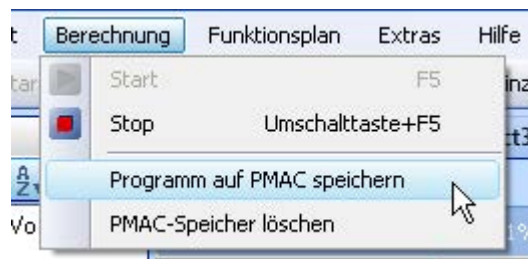 t Berechnung Funktionsplan Extras Hilfe
Start F5
Stop Umschalttaste+F5
Programm auf PMAC speichern
PMAC-Speicher löschen